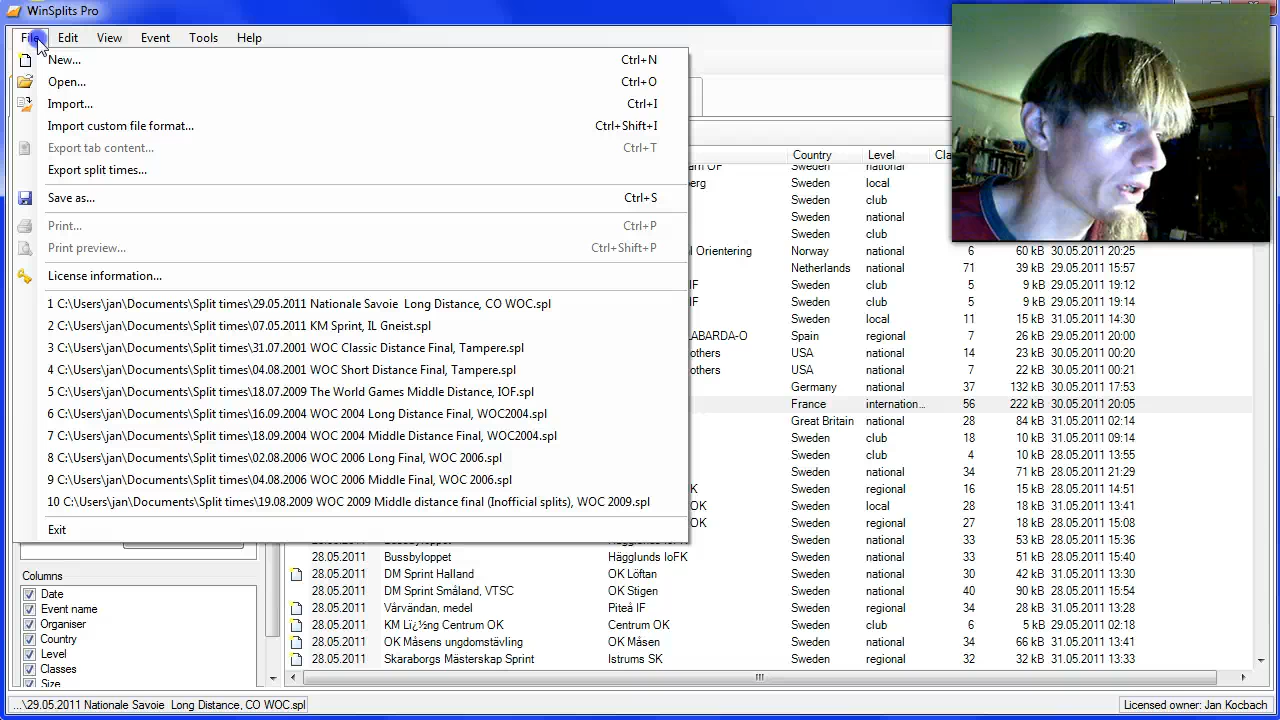 WinSplits Pro
File Edit View Event Tools Help
New... Ctrl+N
Open... Ctrl+O
Import... Ctrl+I
Import custom file format... Ctrl+Shift+I
Export tab content... Ctrl+T
Export split times...
Save as... Ctrl+S
Print... Ctrl+P
Print preview... Ctrl+Shift+P
License information...
1 C:\Users\jan\Documents\Split times\29.05.2011 Nationale Savoie  Long Distance, CO WOC.spl
2 C:\Users\jan\Documents\Split times\07.05.2011 KM Sprint, IL Gneist.spl
3 C:\Users\jan\Documents\Split times\31.07.2001 WOC Classic Distance Final, Tampere.spl
4 C:\Users\jan\Documents\Split times\04.08.2001 WOC Short Distance Final, Tampere.spl
5 C:\Users\jan\Documents\Split times\18.07.2009 The World Games Middle Distance, IOF.spl
6 C:\Users\jan\Documents\Split times\16.09.2004 WOC 2004 Long Distance Final, WOC2004.spl
7 C:\Users\jan\Documents\Split times\18.09.2004 WOC 2004 Middle Distance Final, WOC2004.spl
8 C:\Users\jan\Documents\Split times\02.08.2006 WOC 2006 Long Final, WOC 2006.spl
9 C:\Users\jan\Documents\Split times\04.08.2006 WOC 2006 Middle Final, WOC 2006.spl
10 C:\Users\jan\Documents\Split times\19.08.2009 WOC 2009 Middle distance final (Inofficial splits), WOC 2009.spl
Exit
Country Level Cla
Sweden national
Sweden local
Sweden club
Sweden national
Sweden club
l Orientering Norway national 6 60 kB 30.05.2011 20:25
Netherlands national 71 39 kB 29.05.2011 15:57
Sweden club 5 9 kB 29.05.2011 19:12
Sweden club 5 9 kB 29.05.2011 19:14
Sweden local 11 15 kB 31.05.2011 14:30
LABARDA-O Spain regional 7 26 kB 29.05.2011 20:00
others USA national 14 23 kB 30.05.2011 00:20
others USA national 7 22 kB 30.05.2011 00:21
Germany national 37 132 kB 30.05.2011 17:53
France internation... 56 222 kB 30.05.2011 20:05
Great Britain national 28 84 kB 31.05.2011 02:14
Sweden club 18 10 kB 31.05.2011 09:14
Sweden club 4 10 kB 28.05.2011 13:55
Sweden national 34 71 kB 28.05.2011 21:29
K Sweden regional 16 15 kB 28.05.2011 14:51
OK Sweden local 28 18 kB 31.05.2011 13:41
OK Sweden regional 27 18 kB 28.05.2011 15:08
Sweden national 33 53 kB 28.05.2011 15:36
28.05.2011 Bussbyloppet Hägglunds IoFK Sweden national 33 51 kB 28.05.2011 15:40
28.05.2011 DM Sprint Halland OK Löftan Sweden national 30 42 kB 31.05.2011 13:30
28.05.2011 DM Sprint Småland, VTSC OK Stigen Sweden national 40 90 kB 28.05.2011 15:54
28.05.2011 Vårvändan, medel Piteå IF Sweden regional 34 28 kB 31.05.2011 13:28
28.05.2011 KM Lï¿½ng Centrum OK Centrum OK Sweden club 6 5 kB 29.05.2011 02:18
28.05.2011 OK Måsens ungdomstävling OK Måsen Sweden national 34 66 kB 31.05.2011 13:41
28.05.2011 Skaraborgs Mästerskap Sprint Istrums SK Sweden regional 32 32 kB 31.05.2011 13:33
Columns
Date
Event name
Organiser
Country
Level
Classes
Size
...\29.05.2011 Nationale Savoie  Long Distance, CO WOC.spl
Licensed owner: Jan Kocbach